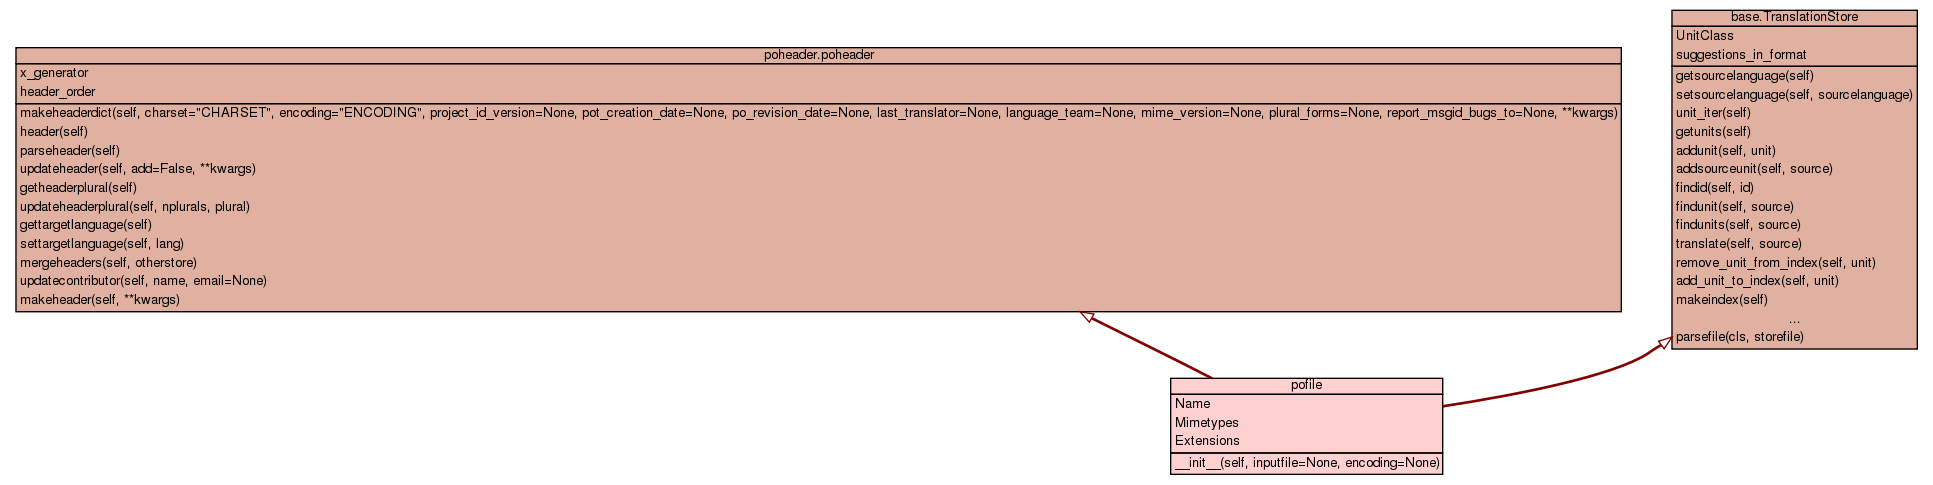 poheader.poheader
x_generator
header_order
makeheaderdict(self, charset="CHARSET", encoding="ENCODING", project_id_version=None, pot_creation_date=None, po_revision_date=None, last_translator=None, language_team=None, mime_version=None, plural_forms=None, report_msgid_bugs_to=None, **kwargs)
header(self)
parseheader(self)
updateheader(self, add=False, **kwargs)
getheaderplural(self)
updateheaderplural(self, nplurals, plural)
gettargetlanguage(self)
settargetlanguage(self, lang)
mergeheaders(self, otherstore)
updatecontributor(self, name, email=None)
makeheader(self, **kwargs)
base.TranslationStore
UnitClass
suggestions_in_format
getsourcelanguage(self)
setsourcelanguage(self, sourcelanguage)
unit_iter(self)
getunits(self)
addunit(self, unit)
addsourceunit(self, source)
findid(self, id)
findunit(self, source)
findunits(self, source)
translate(self, source)
remove_unit_from_index(self, unit)
add_unit_to_index(self, unit)
makeindex(self)
...
parsefile(cls, storefile)
pofile
Name
Mimetypes
Extensions
__init__(self, inputfile=None, encoding=None)